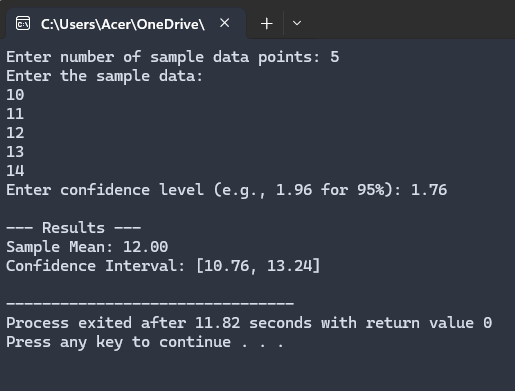 C:\Users\Acer\OneDrive\
Enter number of sample data points: 5
Enter the sample data:
10
11
12
13
14
Enter confidence level (e.g., 1.96 for 95%): 1.76
--- Results ---
Sample Mean: 12.00
Confidence Interval: [10.76, 13.24]
--------------------------------
Process exited after 11.82 seconds with return value 0
Press any key to continue . . .